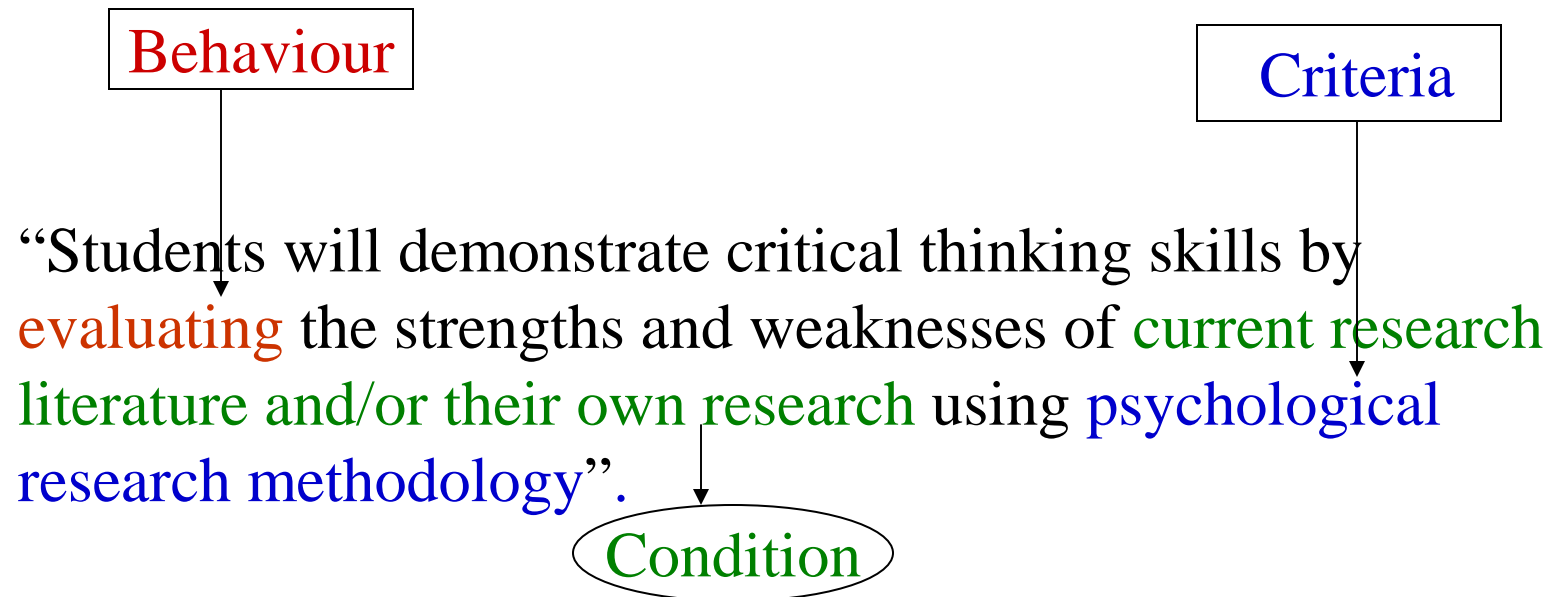 Behaviour
Criteria
“Students will demonstrate critical thinking skills by
evaluating the strengths and weaknesses of current research
literature and/or their own research using psychological
research methodology”.
Condition